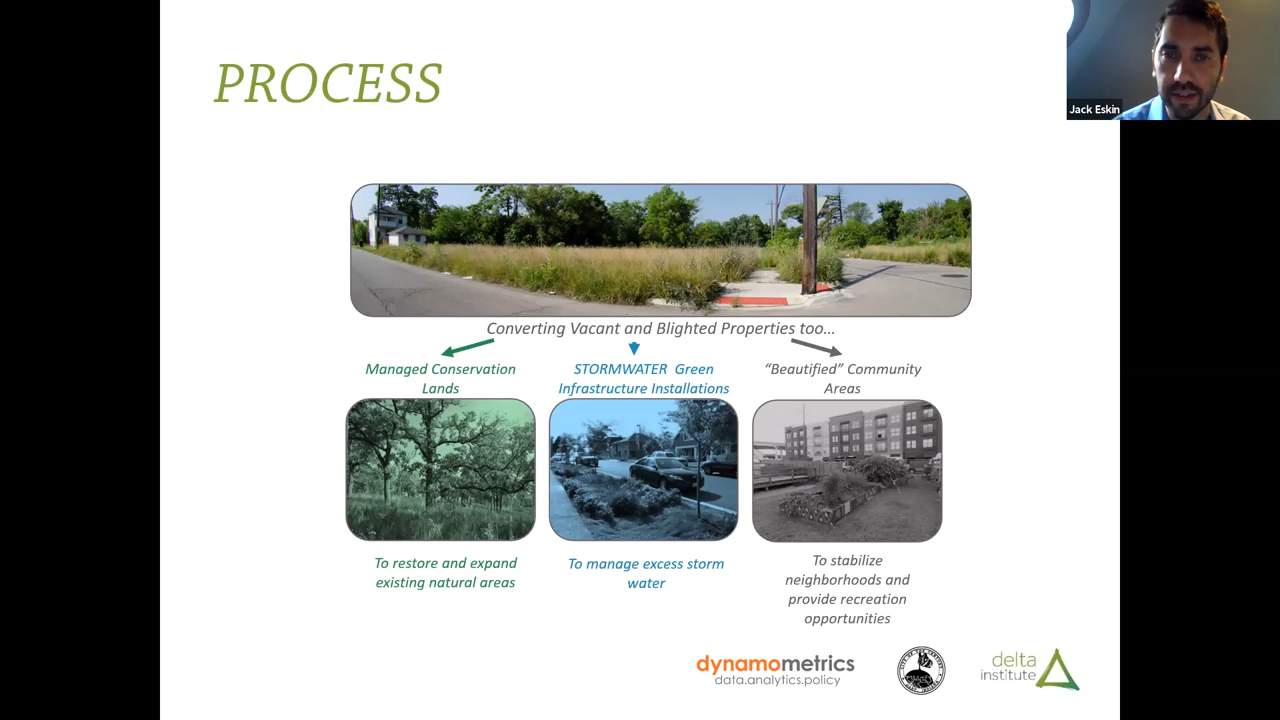 PROCESS
Jack Eskin
Converting Vacant and Blighted Properties too...
Managed Conservation
Lands
STORMWATER Green
Infrastructure Installations
“Beautified” Community
Areas
To restore and expand
existing natural areas
To manage excess storm
water
To stabilize
neighborhoods and
provide recreation
opportunities
dynamometrics
data.analytics.policy
delta
institute